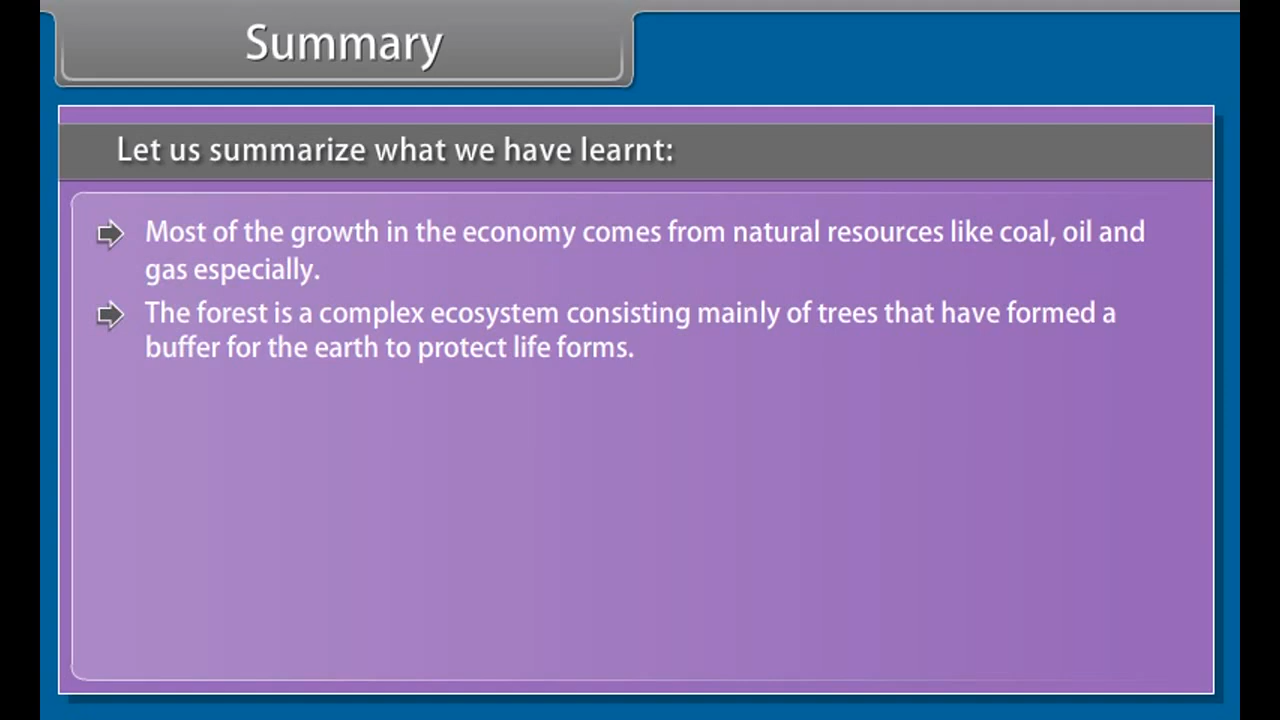 Summary
Let us summarize what we have learnt:
Most of the growth in the economy comes from natural resources like coal, oil and
gas especially.
The forest is a complex ecosystem consisting mainly of trees that have formed a
buffer for the earth to protect life forms.